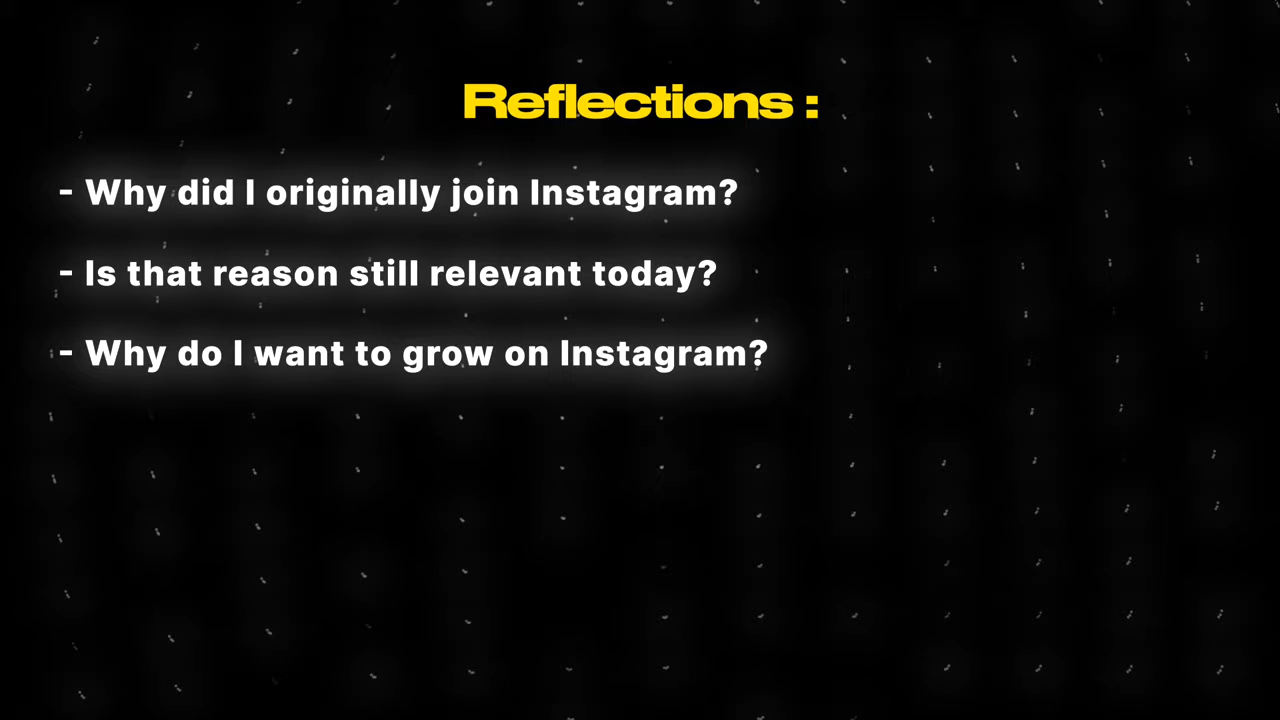 Reflections :
- Why did I originally join Instagram?
- Is that reason still relevant today?
- Why do I want to grow on Instagram?